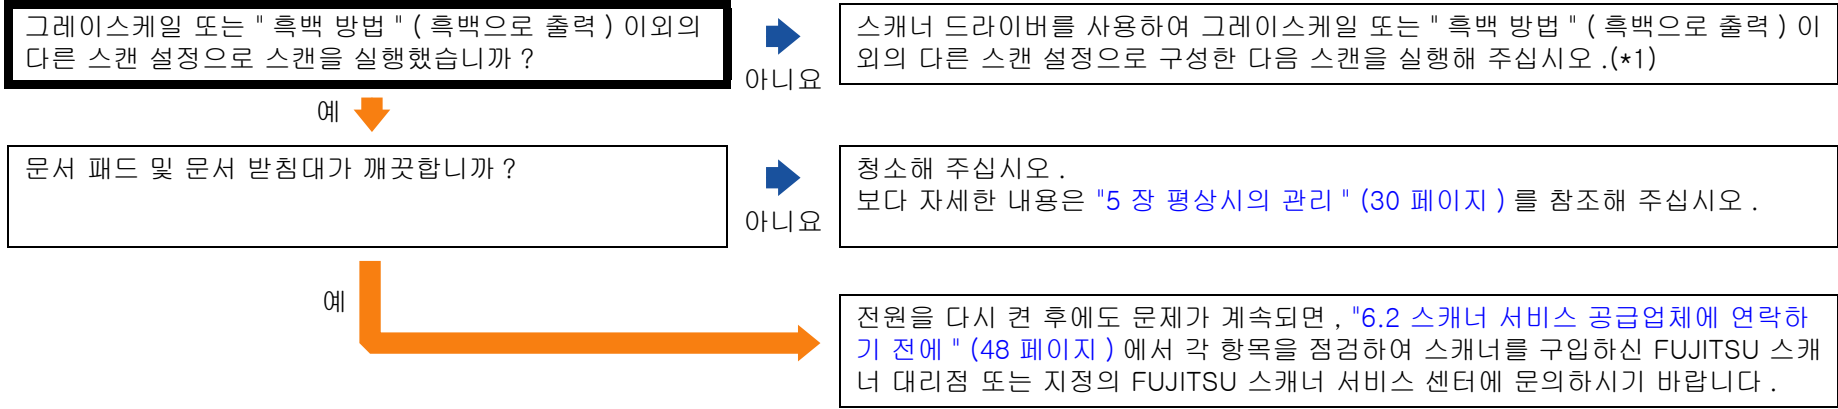 그레이스케일 또는 " 흑백 방법 " ( 흑백으로 출력 ) 이외의
다른 스캔 설정으로 스캔을 실행했습니까 ?
아니요
스캐너 드라이버를 사용하여 그레이스케일 또는 " 흑백 방법 " ( 흑백으로 출력 ) 이
외의 다른 스캔 설정으로 구성한 다음 스캔을 실행해 주십시오 .(*1)
예
문서 패드 및 문서 받침대가 깨끗합니까 ?
아니요
청소해 주십시오 .
보다 자세한 내용은 "5 장 평상시의 관리 " (30 페이지 ) 를 참조해 주십시오 .
예
전원을 다시 켠 후에도 문제가 계속되면 , "6.2 스캐너 서비스 공급업체에 연락하
기 전에 " (48 페이지 ) 에서 각 항목을 점검하여 스캐너를 구입하신 FUJITSU 스캐
너 대리점 또는 지정의 FUJITSU 스캐너 서비스 센터에 문의하시기 바랍니다 .